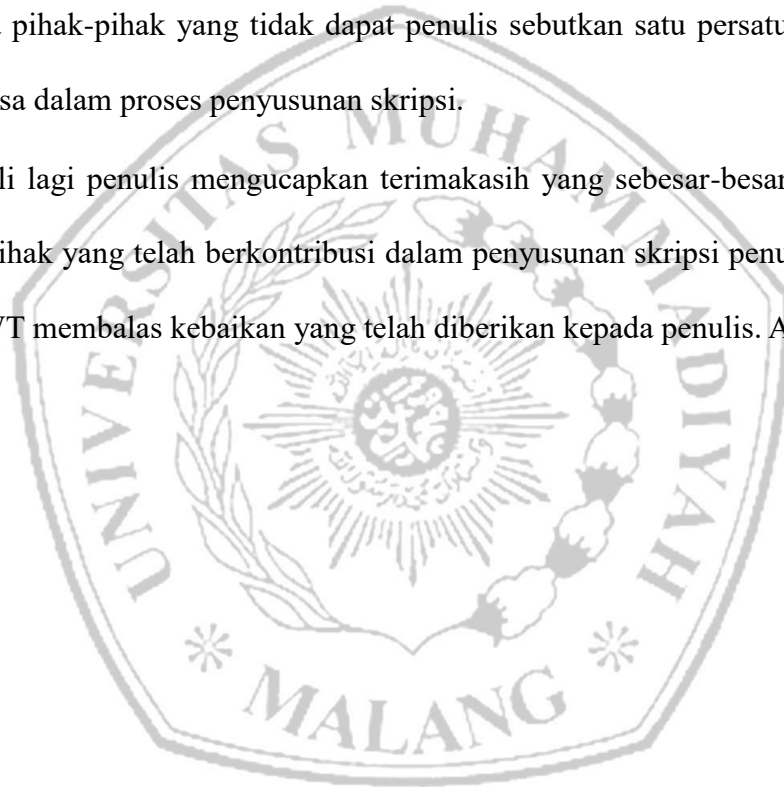 pihak-pihak yang tidak dapat penulis sebutkan satu persatu
sa dalam proses penyusunan skripsi.
li lagi penulis mengucapkan terimakasih yang sebesar-besar
ihak yang telah berkontribusi dalam penyusunan skripsi penu
T membalas kebaikan yang telah diberikan kepada penulis. A
UNIVERSITAS MUHAMMADIYAH
MALANG